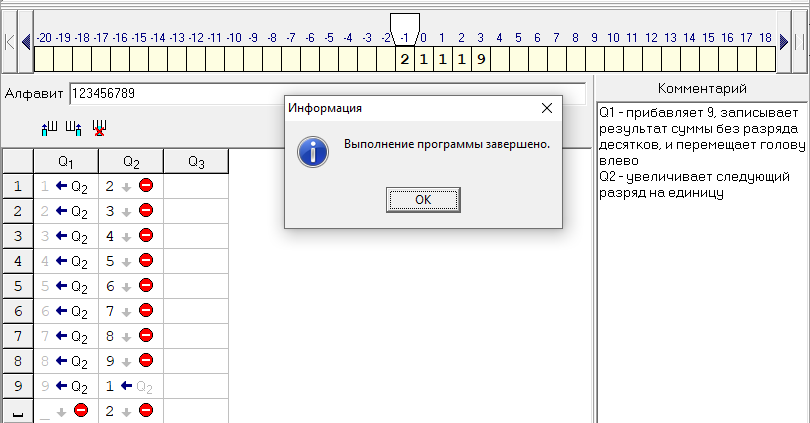 -20 -19 -18 -17 -16 -15 -14 -13 -12 -11 -10 -9 -8 -7 -6 -5 -4 -3 -2 -1 0 1 2 3 4 5 6 7 8 9 10 11 12 13 14 15 16 17 18
2 1 1 1 9
Алфавит 123456789
Информация
Выполнение программы завершено.
OK
Комментарий
Q1 - прибавляет 9, записывает
результат суммы без разряда
десятков, и перемещает голову
влево
Q2 - увеличивает следующий
разряд на единицу
Q1 Q2 Q3
1 1 ← Q2 2 ↓
2 2 ← Q2 3 ↓
3 3 ← Q2 4 ↓
4 4 ← Q2 5 ↓
5 5 ← Q2 6 ↓
6 6 ← Q2 7 ↓
7 7 ← Q2 8 ↓
8 8 ← Q2 9 ↓
9 9 ← Q2 1 ← Q2
␣ _ ↓ 2 ↓